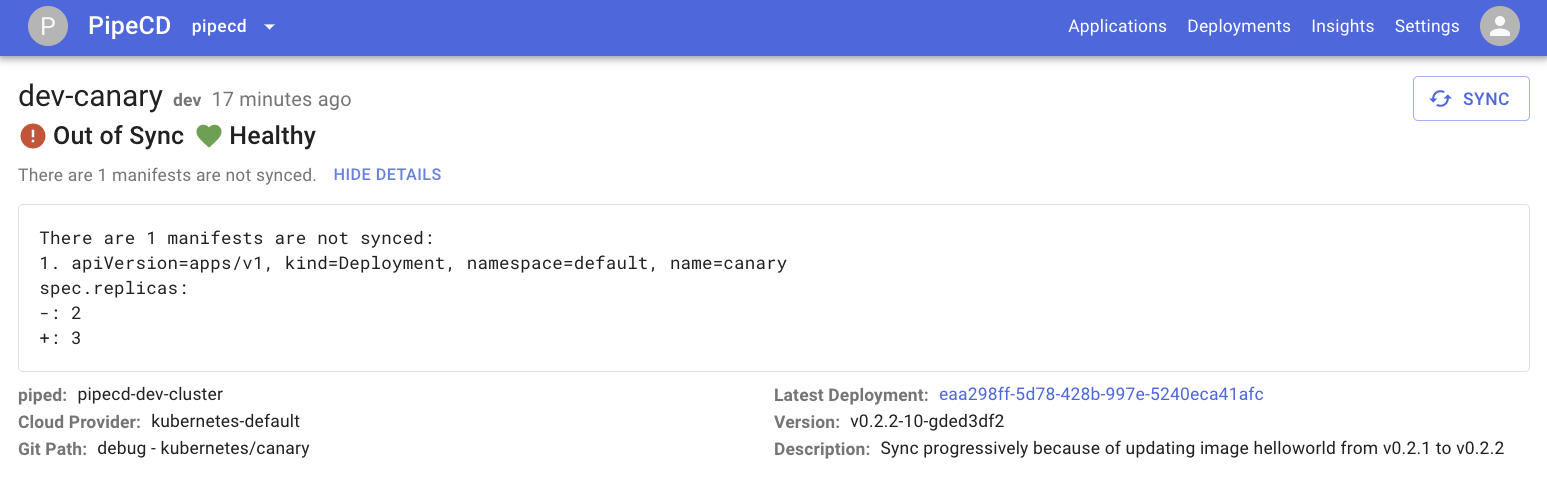 P PipeCD pipecd Applications Deployments Insights Settings
dev-canary dev 17 minutes ago SYNC
Out of Sync Healthy
There are 1 manifests are not synced. HIDE DETAILS
There are 1 manifests are not synced:
1. apiVersion=apps/v1, kind=Deployment, namespace=default, name=canary
spec.replicas:
-: 2
+: 3
piped: pipecd-dev-cluster
Cloud Provider: kubernetes-default
Git Path: debug - kubernetes/canary
Latest Deployment: eaa298ff-5d78-428b-997e-5240eca41afc
Version: v0.2.2-10-gded3df2
Description: Sync progressively because of updating image helloworld from v0.2.1 to v0.2.2